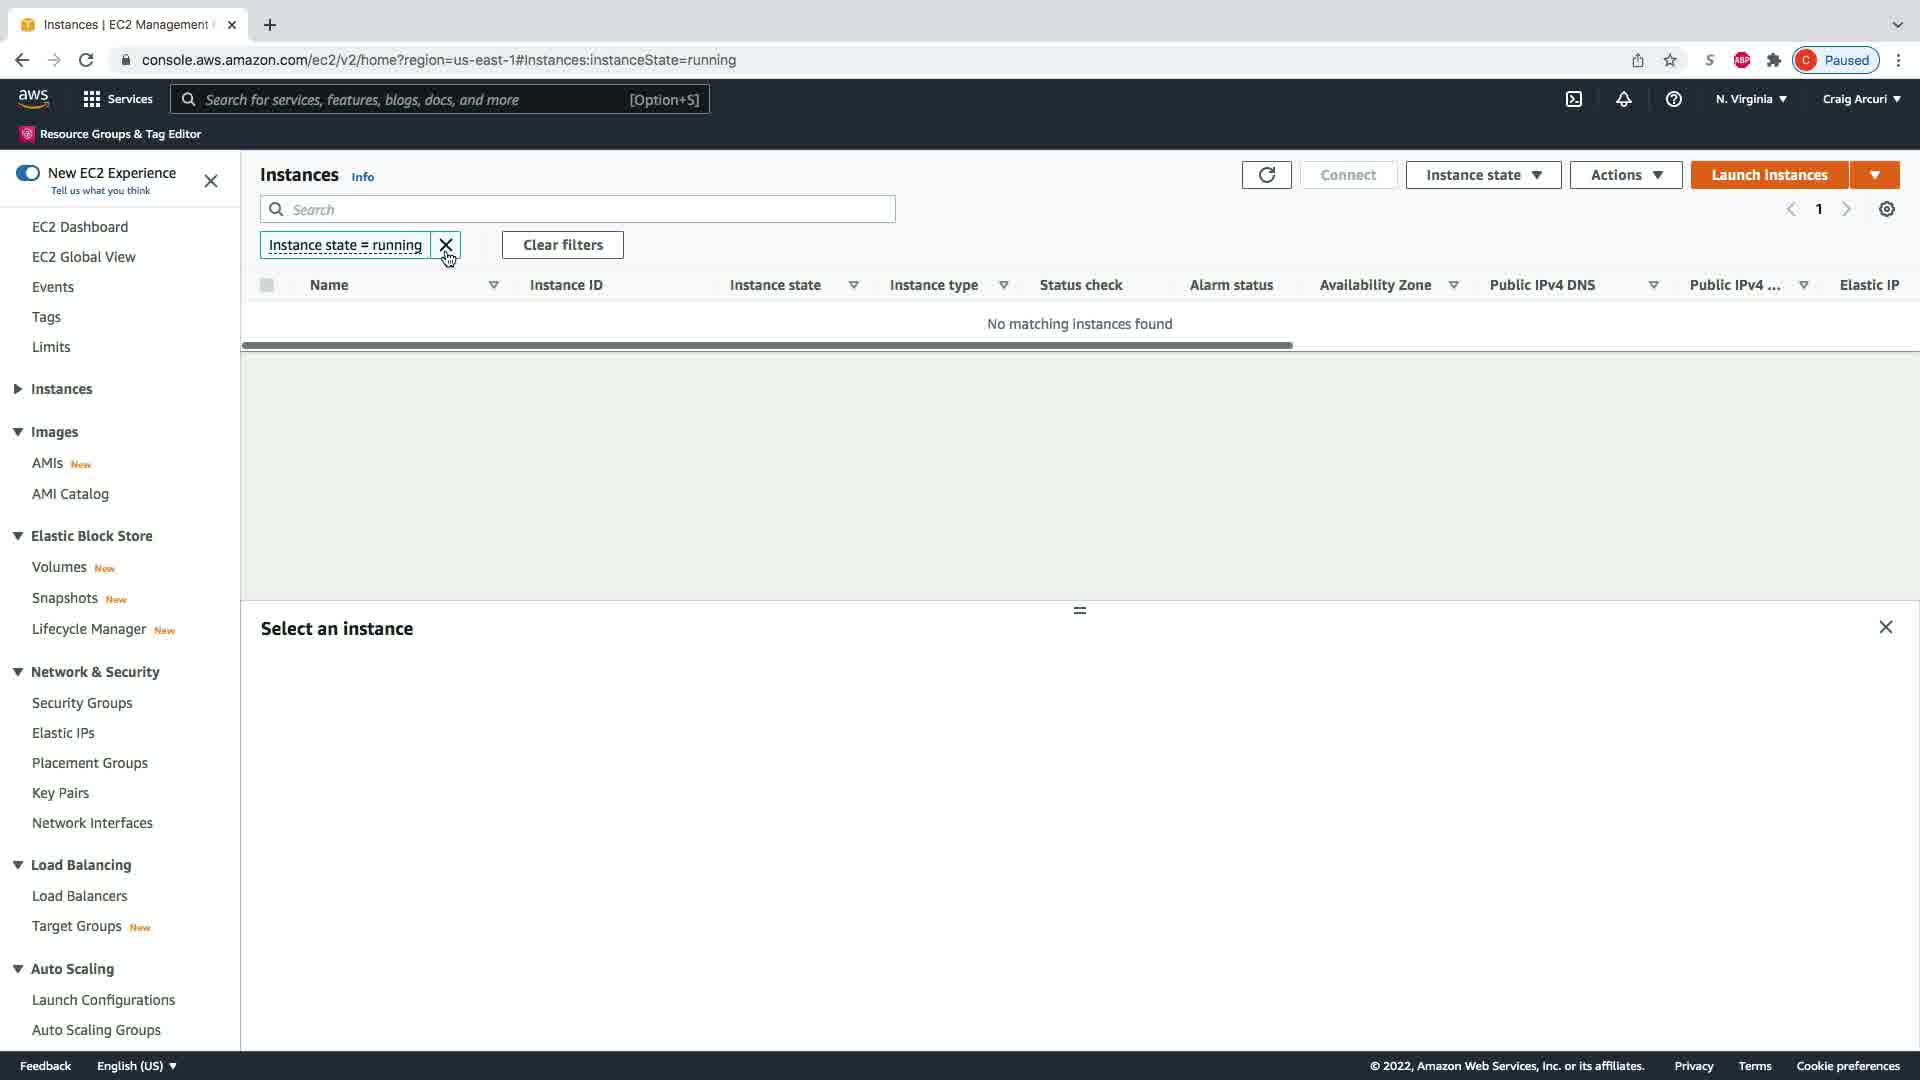 Instances | EC2 Management
console.aws.amazon.com/ec2/v2/home?region=us-east-1#Instances:instanceState=running
S
ABP
C Paused
aws
Services
Search for services, features, blogs, docs, and more [Option+S]
N. Virginia
Craig Arcuri
Resource Groups & Tag Editor
New EC2 Experience
Tell us what you think
EC2 Dashboard
EC2 Global View
Events
Tags
Limits
Instances
Images
AMIs New
AMI Catalog
Elastic Block Store
Volumes New
Snapshots New
Lifecycle Manager New
Network & Security
Security Groups
Elastic IPs
Placement Groups
Key Pairs
Network Interfaces
Load Balancing
Load Balancers
Target Groups New
Auto Scaling
Launch Configurations
Auto Scaling Groups
Instances Info
Connect
Instance state
Actions
Launch Instances
Search
1
Instance state = running
Clear filters
Name Instance ID Instance state Instance type Status check Alarm status Availability Zone Public IPv4 DNS Public IPv4 ... Elastic IP
No matching instances found
Select an instance
Feedback English (US) © 2022, Amazon Web Services, Inc. or its affiliates. Privacy Terms Cookie preferences